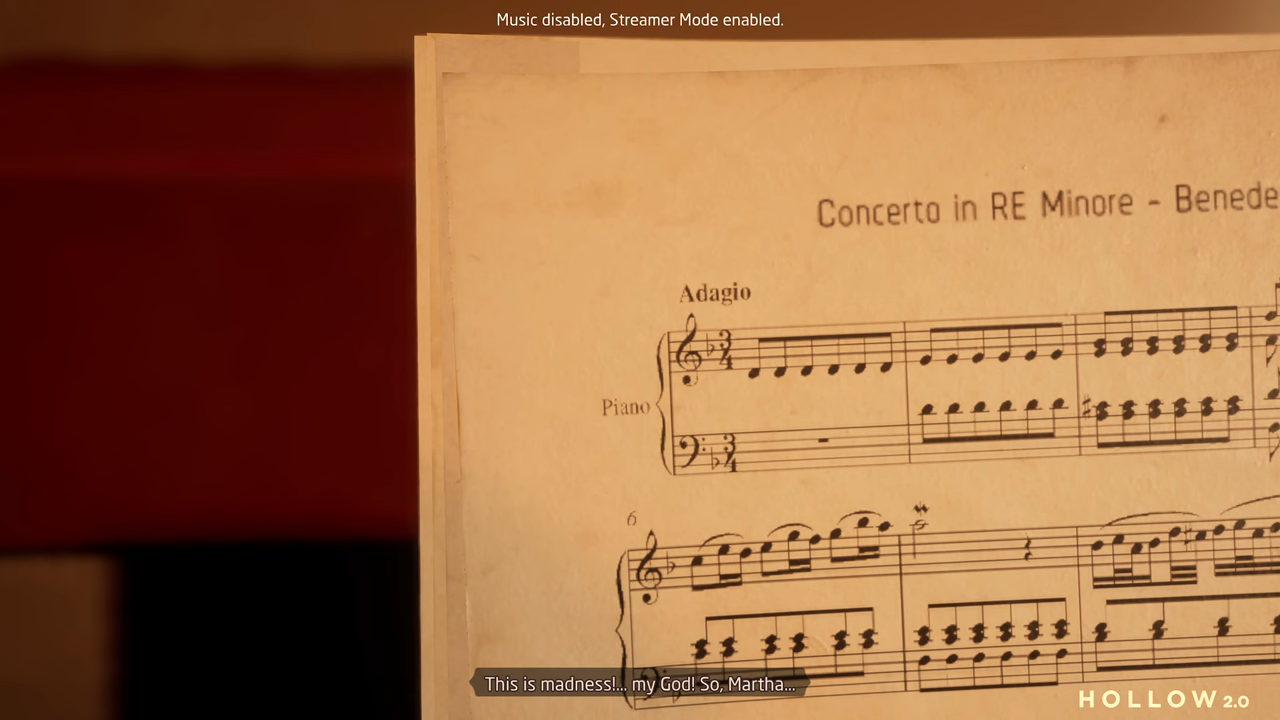 Music disabled, Streamer Mode enabled.
Concerto in RE Minore - Benede
Adagio
Piano
6
This is madness!... my God! So, Martha...
HOLLOW 2.0